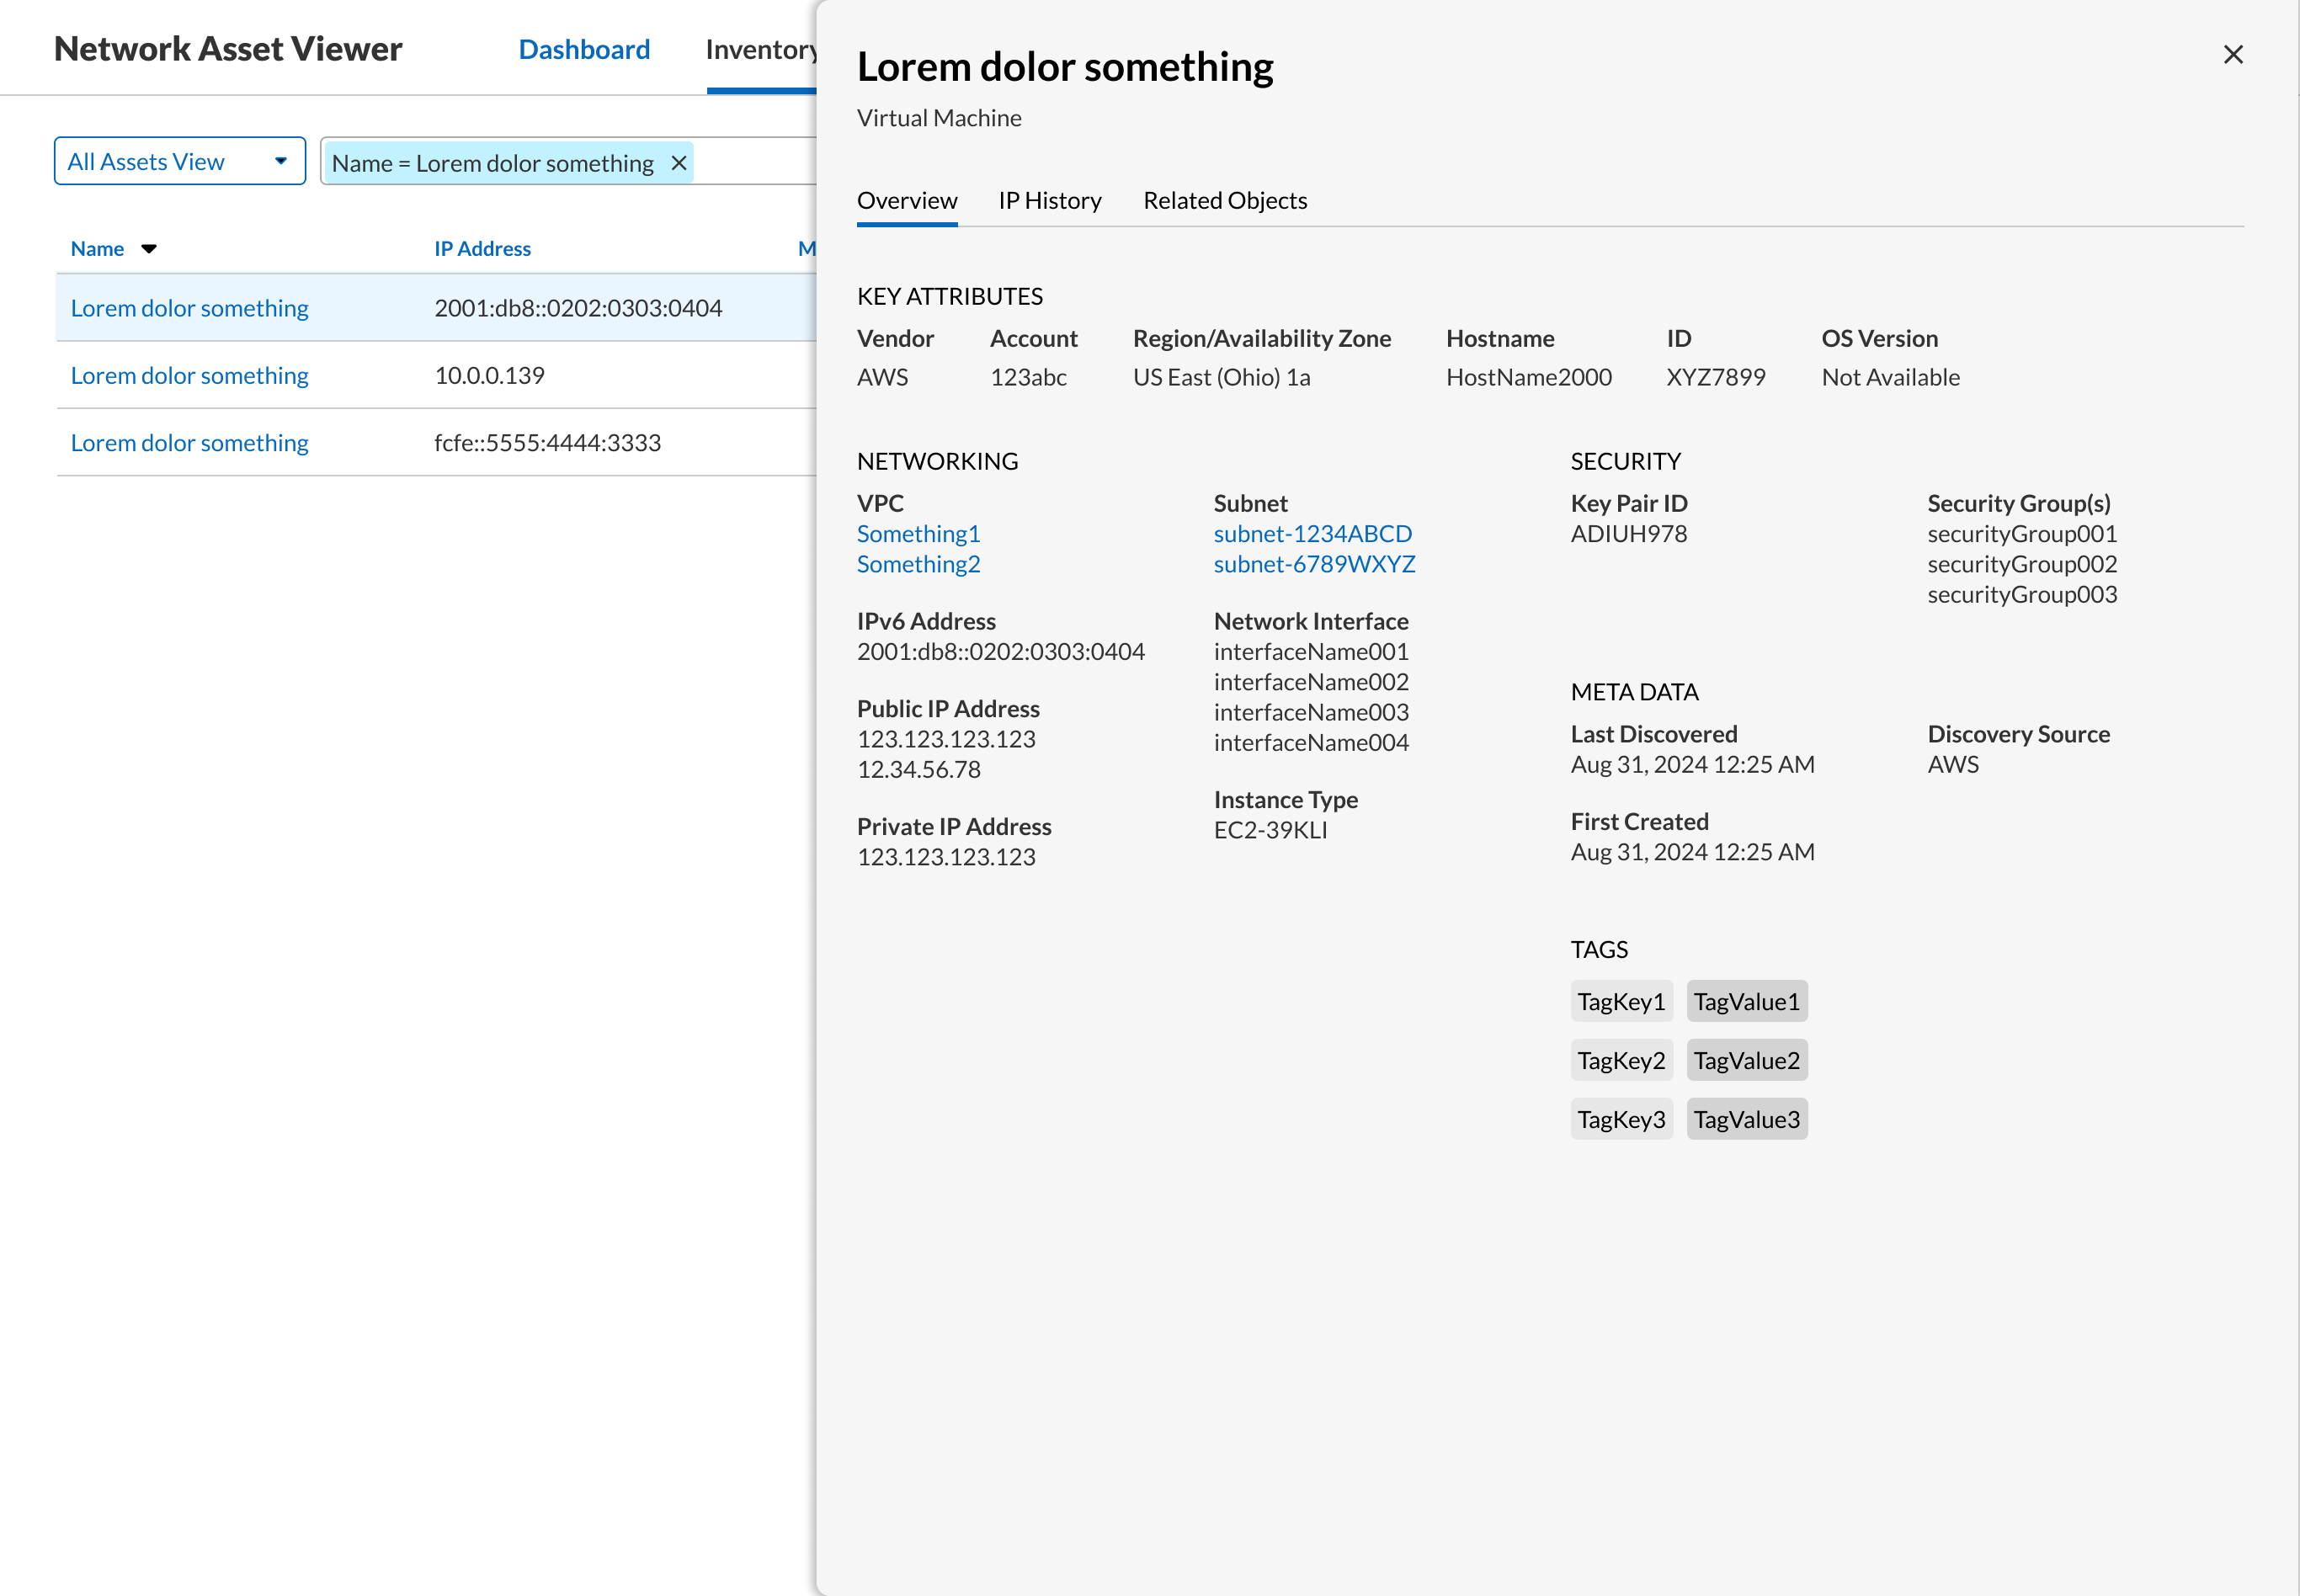 Network Asset Viewer
Dashboard
Inventory
All Assets View
Name = Lorem dolor something
Name
IP Address
M
Lorem dolor something
2001:db8::0202:0303:0404
Lorem dolor something
10.0.0.139
Lorem dolor something
fcfe::5555:4444:3333
Lorem dolor something
Virtual Machine
Overview
IP History
Related Objects
KEY ATTRIBUTES
Vendor
AWS
Account
123abc
Region/Availability Zone
US East (Ohio) 1a
Hostname
HostName2000
ID
XYZ7899
OS Version
Not Available
NETWORKING
VPC
Something1
Something2
IPv6 Address
2001:db8::0202:0303:0404
Public IP Address
123.123.123.123
12.34.56.78
Private IP Address
123.123.123.123
Subnet
subnet-1234ABCD
subnet-6789WXYZ
Network Interface
interfaceName001
interfaceName002
interfaceName003
interfaceName004
Instance Type
EC2-39KLI
SECURITY
Key Pair ID
ADIUH978
Security Group(s)
securityGroup001
securityGroup002
securityGroup003
META DATA
Last Discovered
Aug 31, 2024 12:25 AM
Discovery Source
AWS
First Created
Aug 31, 2024 12:25 AM
TAGS
TagKey1 TagValue1
TagKey2 TagValue2
TagKey3 TagValue3